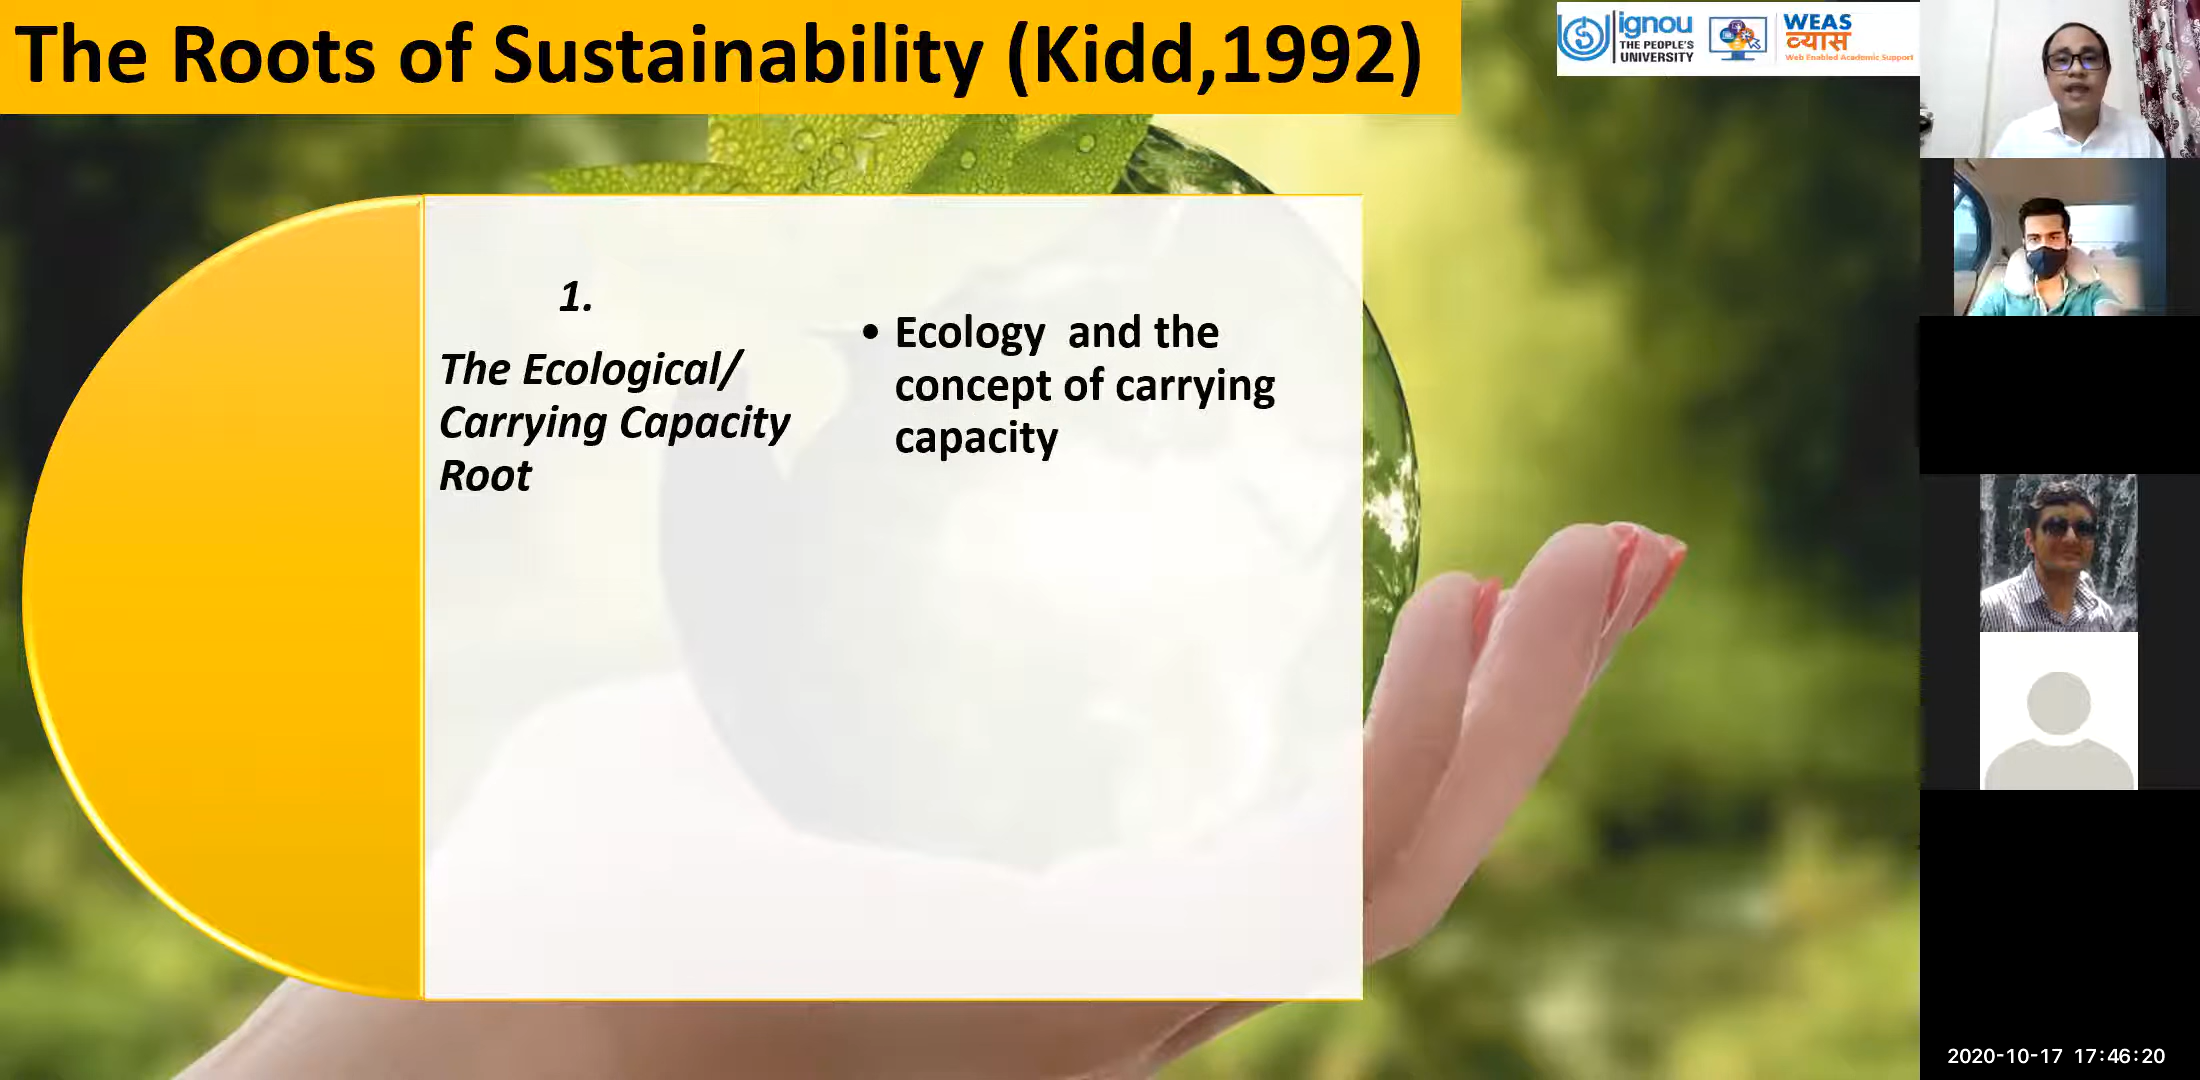 The Roots of Sustainability (Kidd,1992)
ignou
THE PEOPLE'S
UNIVERSITY
WEAS
व्यास
Web Enabled Academic Support
1.
The Ecological/
Carrying Capacity
Root
• Ecology and the
concept of carrying
capacity
2020-10-17 17:46:20